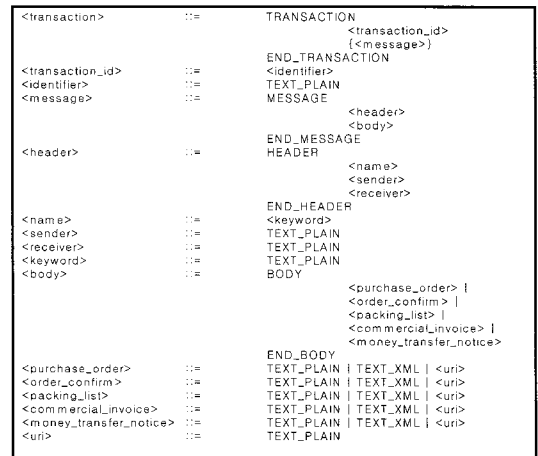 <transaction> ::= TRANSACTION
<transaction_id>
{<message>}
END_TRANSACTION
<transaction_id> ::= <identifier>
<identifier> ::= TEXT_PLAIN
<message> ::= MESSAGE
<header>
<body>
END_MESSAGE
<header> ::= HEADER
<name>
<sender>
<receiver>
END_HEADER
<name> ::= <keyword>
<sender> ::= TEXT_PLAIN
<receiver> ::= TEXT_PLAIN
<keyword> ::= TEXT_PLAIN
<body> ::= BODY
<purchase_order> |
<order_confirm> |
<packing_list> |
<commercial_invoice> |
<money_transfer_notice>
END_BODY
<purchase_order> ::= TEXT_PLAIN | TEXT_XML | <uri>
<order_confirm> ::= TEXT_PLAIN | TEXT_XML | <uri>
<packing_list> ::= TEXT_PLAIN | TEXT_XML | <uri>
<commercial_invoice> ::= TEXT_PLAIN | TEXT_XML | <uri>
<money_transfer_notice> ::= TEXT_PLAIN | TEXT_XML | <uri>
<uri> ::= TEXT_PLAIN